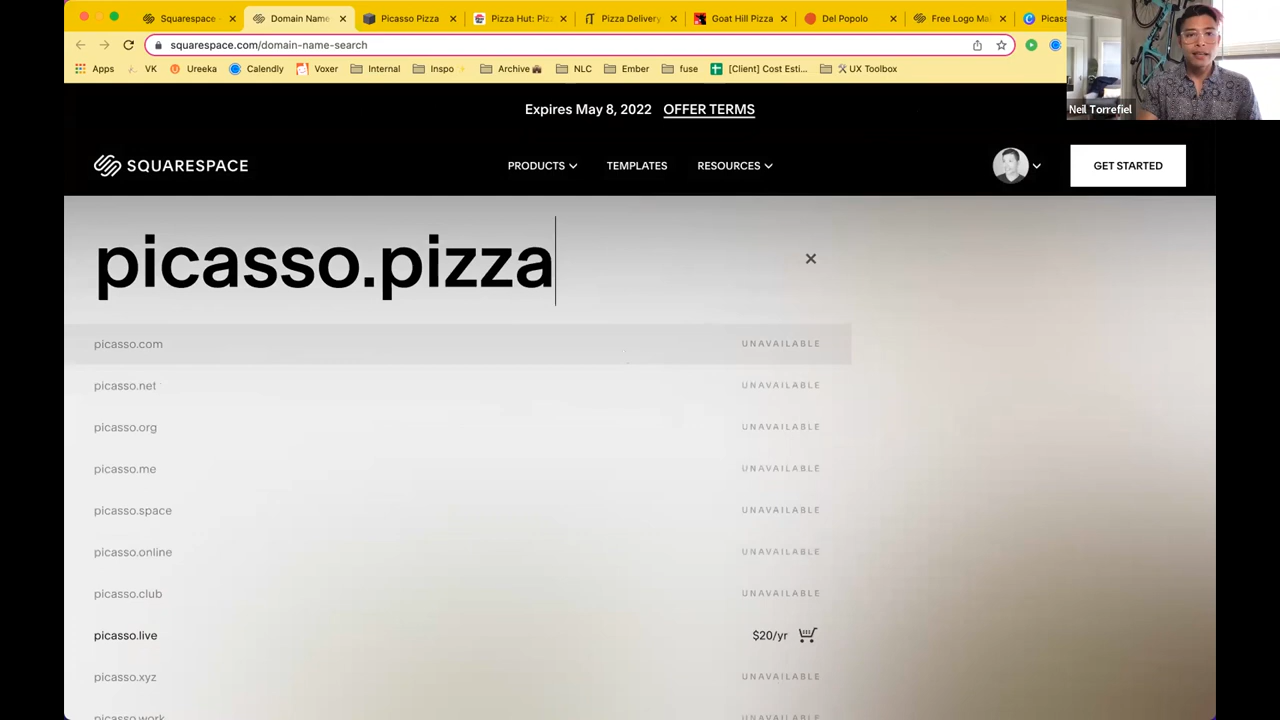 Squarespace -
Domain Name
Picasso Pizza
Pizza Hut: Piz
Pizza Delivery
Goat Hill Pizza
Del Popolo
Free Logo Ma
Picass
squarespace.com/domain-name-search
Apps
VK
Ureeka
Calendly
Voxer
Internal
Inspo
Archive
NLC
Ember
fuse
[Client] Cost Esti...
UX Toolbox
Neil Torrefiel
Expires May 8, 2022 OFFER TERMS
SQUARESPACE
PRODUCTS
TEMPLATES
RESOURCES
GET STARTED
picasso.pizza
picasso.com UNAVAILABLE
picasso.net UNAVAILABLE
picasso.org UNAVAILABLE
picasso.me UNAVAILABLE
picasso.space UNAVAILABLE
picasso.online UNAVAILABLE
picasso.club UNAVAILABLE
picasso.live $20/yr
picasso.xyz UNAVAILABLE
picasso.work UNAVAILABLE